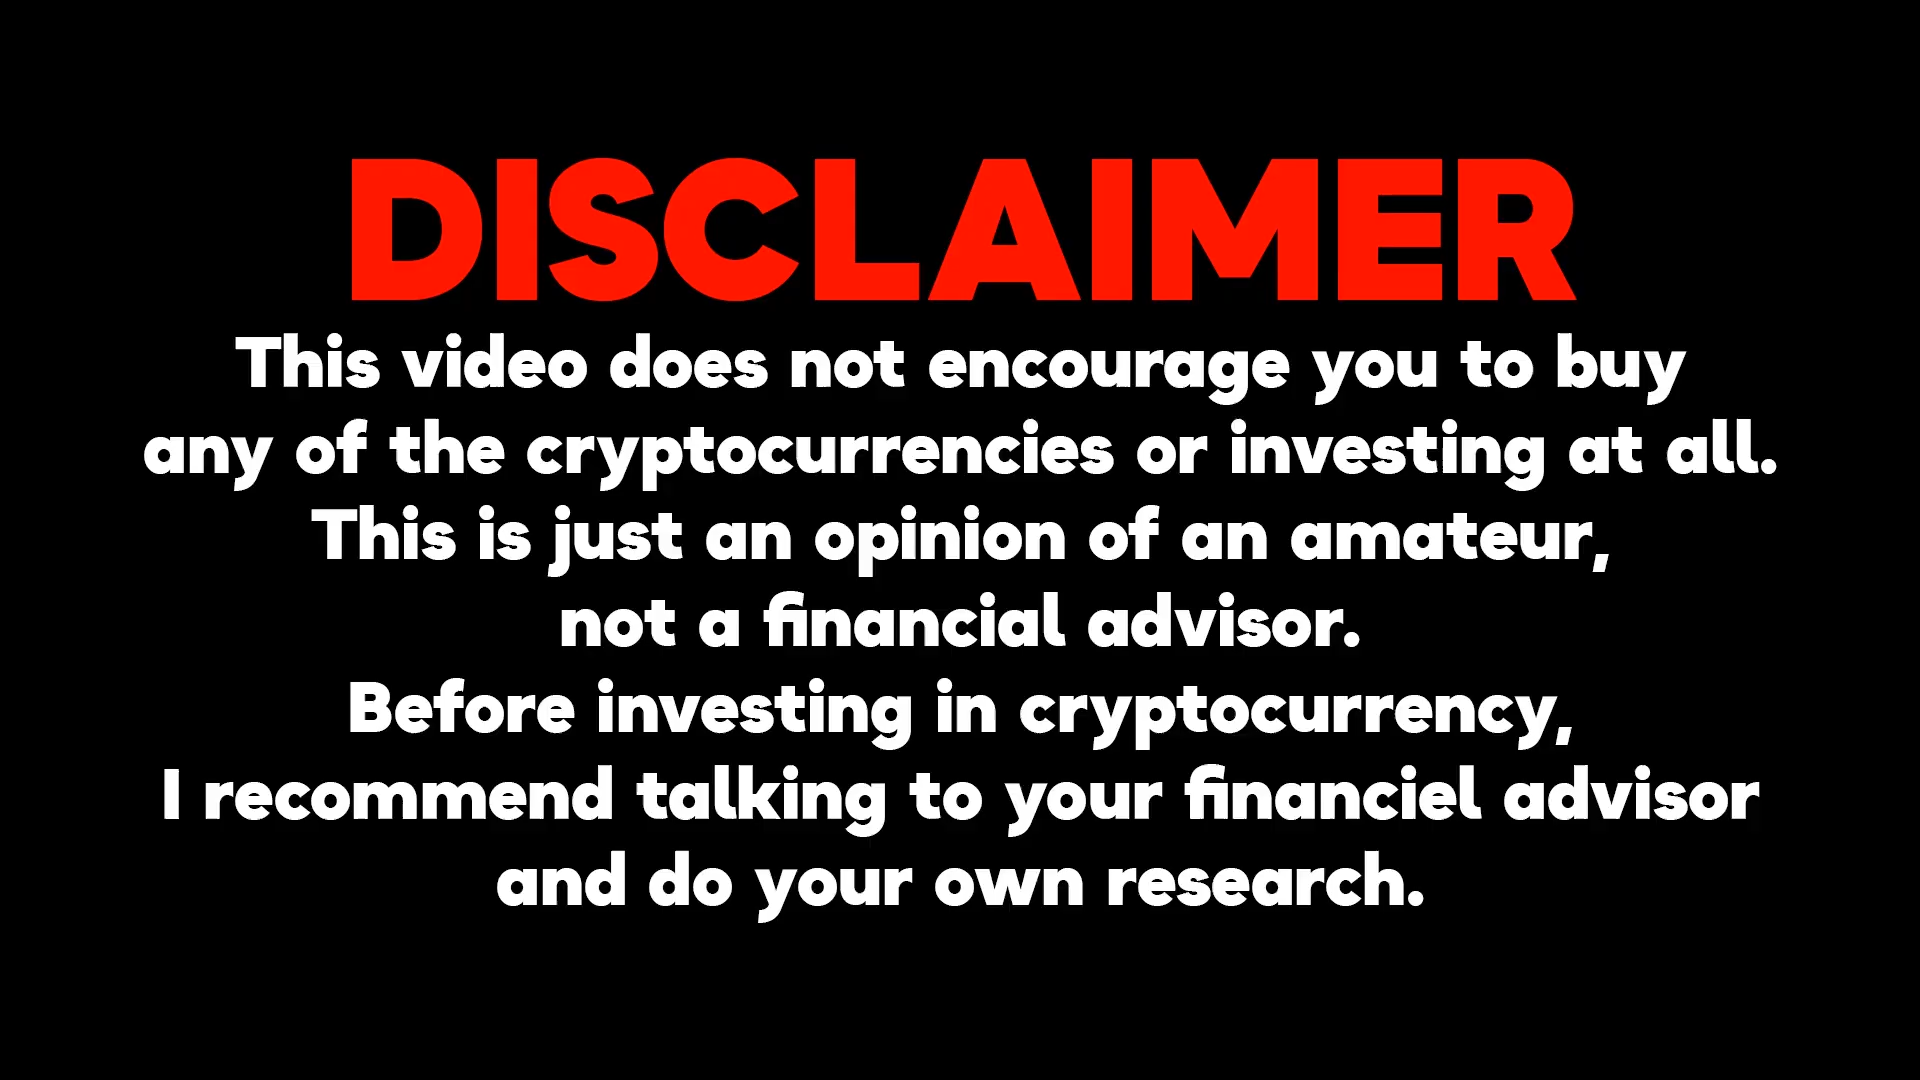 DISCLAIMER
This video does not encourage you to buy
any of the cryptocurrencies or investing at all.
This is just an opinion of an amateur,
not a financial advisor.
Before investing in cryptocurrency,
I recommend talking to your financiel advisor
and do your own research.